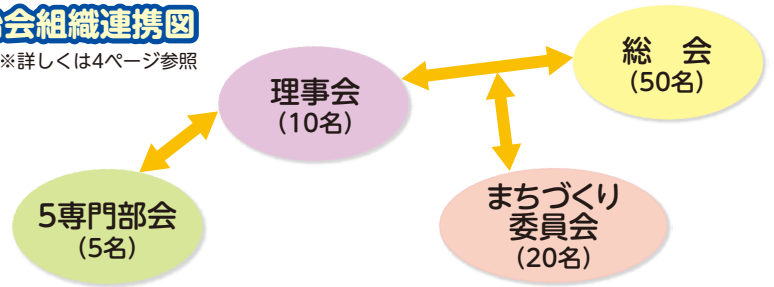 会組織連携図
※詳しくは4ページ参照
総　会
(50名)
理事会
(10名)
まちづくり
委員会
(20名)
5専門部会
(5名)